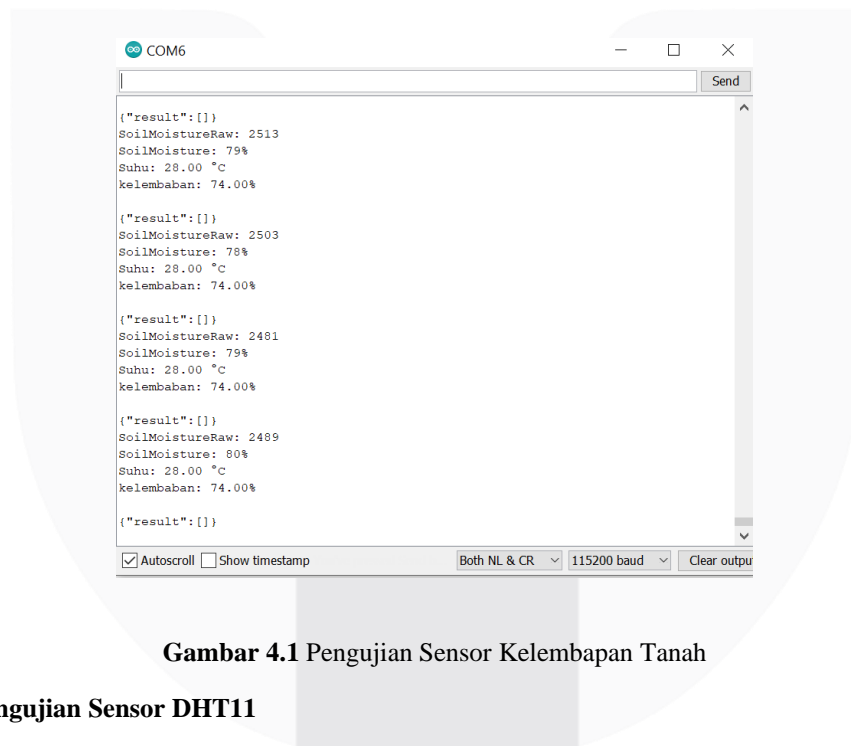 COM6
Send
{"result":[]}
SoilMoistureRaw: 2513
SoilMoisture: 79%
Suhu: 28.00 °C
kelembaban: 74.00%
{"result":[]}
SoilMoistureRaw: 2503
SoilMoisture: 78%
Suhu: 28.00 °C
kelembaban: 74.00%
{"result":[]}
SoilMoistureRaw: 2481
SoilMoisture: 79%
Suhu: 28.00 °C
kelembaban: 74.00%
{"result":[]}
SoilMoistureRaw: 2489
SoilMoisture: 80%
Suhu: 28.00 °C
kelembaban: 74.00%
{"result":[]}
Autoscroll Show timestamp Both NL & CR 115200 baud Clear outpu
Gambar 4.1 Pengujian Sensor Kelembapan Tanah
ngujian Sensor DHT11